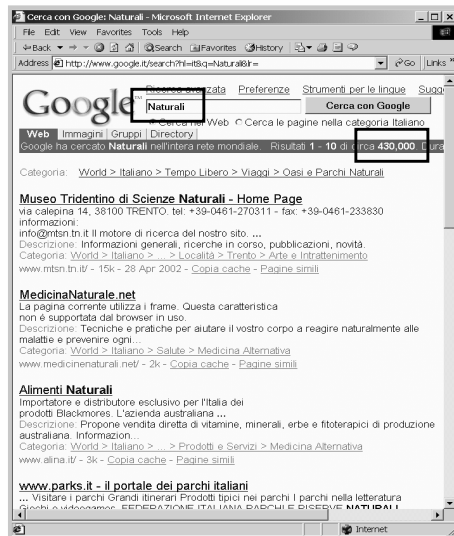 Cerca con Google: Naturali - Microsoft Internet Explorer
File Edit View Favorites Tools Help
Back Search Favorites History
Address http://www.google.it/search?hl=it&q=Naturali&lr= Go Links
Google Ricerca avanzata Preferenze Strumenti per le lingue Sugg
Naturali Cerca con Google
Cerca nel Web Cerca le pagine nella categoria Italiano
Web Immagini Gruppi Directory
Google ha cercato Naturali nell'intera rete mondiale. Risultati 1 - 10 di circa 430,000. Dura
Categoria: World > Italiano > Tempo Libero > Viaggi > Oasi e Parchi Naturali
Museo Tridentino di Scienze Naturali - Home Page
via calepina 14, 38100 TRENTO. tel: +39-0461-270311 - fax: +39-0461-233830
informazioni:
info@mtsn.tn.it Il motore di ricerca del nostro sito. ...
Descrizione: Informazioni generali, ricerche in corso, pubblicazioni, novità.
Categoria: World > Italiano > ... > Località > Trento > Arte e Intrattenimento
www.mtsn.tn.it/ - 15k - 28 Apr 2002 - Copia cache - Pagine simili
MedicinaNaturale.net
La pagina corrente utilizza i frame. Questa caratteristica
non é supportata dal browser in uso.
Descrizione: Tecniche e pratiche per aiutare il vostro corpo a reagire naturalmente alle
malattie e prevenire ogni...
Categoria: World > Italiano > Salute > Medicina Alternativa
www.medicinenaturali.net/ - 2k - Copia cache - Pagine simili
Alimenti Naturali
Importatore e distributore esclusivo per l'Italia dei
prodotti Blackmores. L'azienda australiana ...
Descrizione: Propone vendita diretta di vitamine, minerali, erbe e fitoterapici di produzione
australiana. Informazion...
Categoria: World > Italiano > ... > Prodotti e Servizi > Medicina Alternativa
www.alina.it/ - 3k - Copia cache - Pagine simili
www.parks.it - il portale dei parchi italiani
... Visitare i parchi Grandi itinerari Prodotti tipici nei parchi I parchi nella letteratura
Giochi e videogames. FEDERAZIONE ITALIANA PARCHI E RISERVE NATURALI
Internet